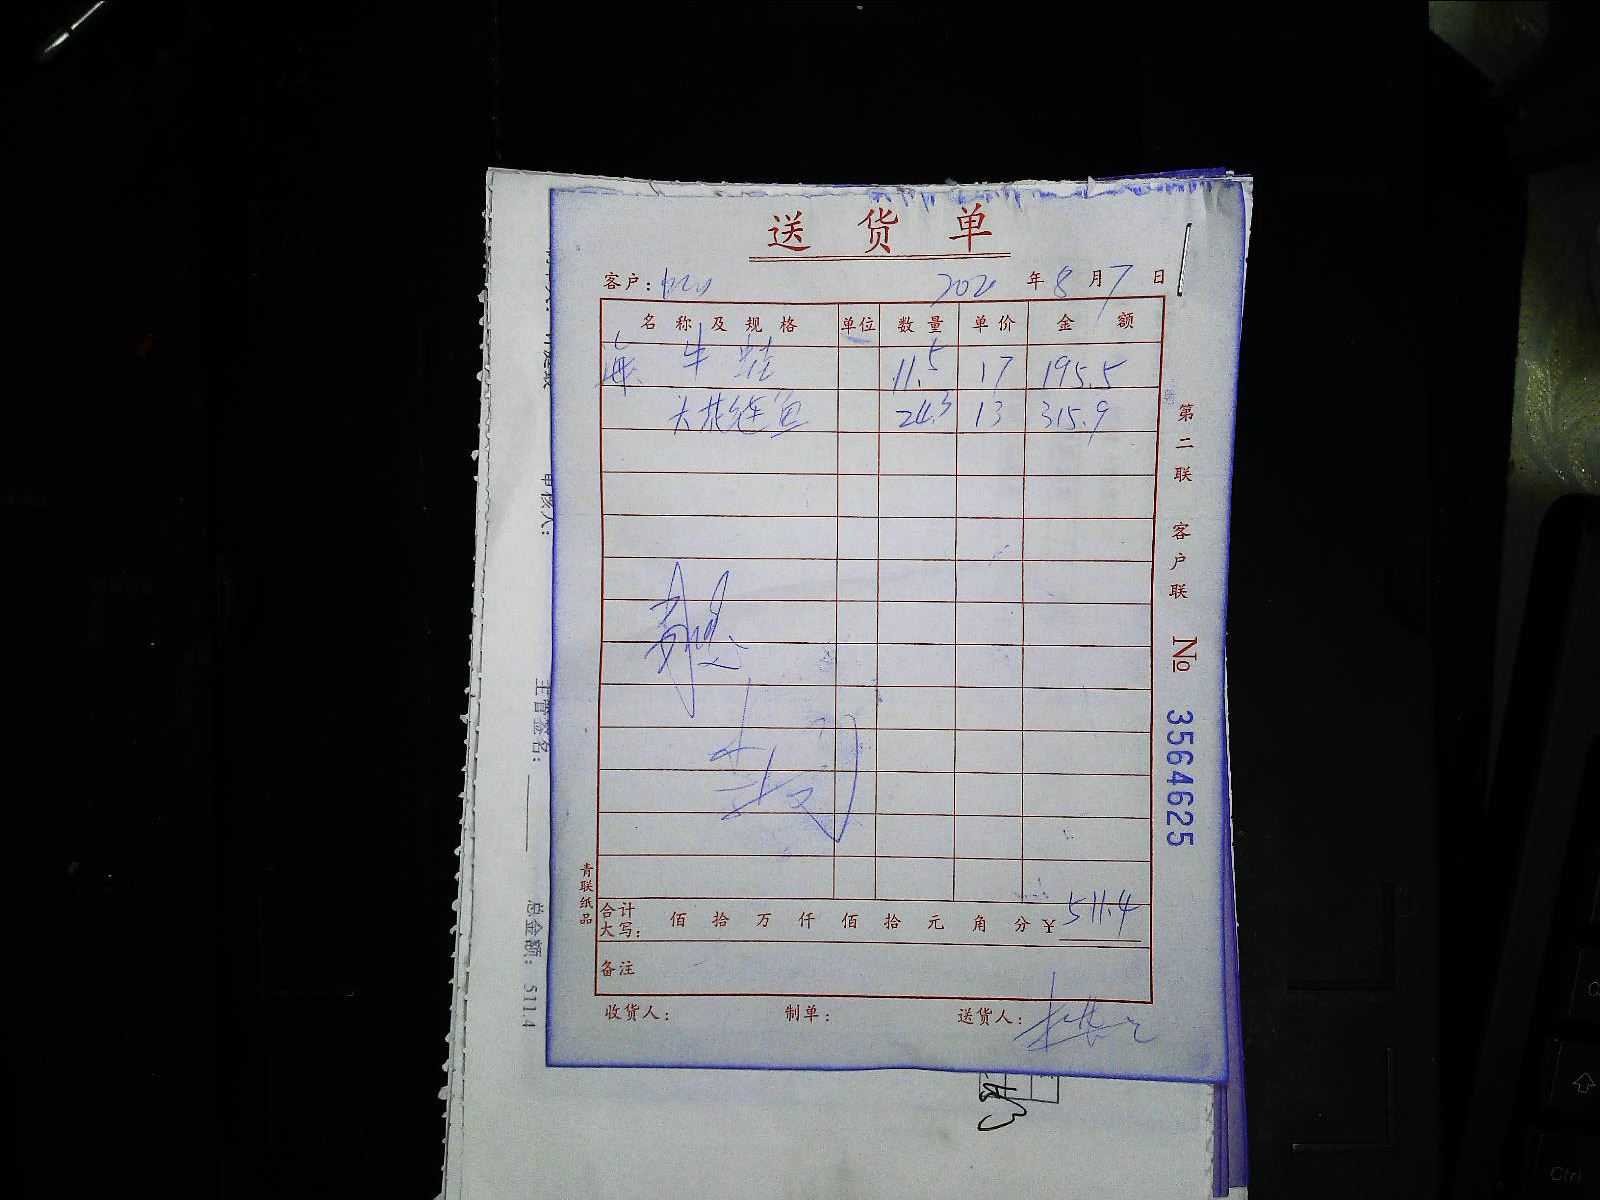 送货单
客户: 年 8 月 7 日
名称及规格 单位 数量 单价 金额
牛蛙 11.5 17 195.5
大花鲢鱼 24.3 13 315.9
合计大写: 佰 拾 万 仟 佰 拾 元 角 分 ¥ 511.4
备注
收货人: 制单: 送货人:
第二联 客户联 № 3564625
青联纸品
审核人:
主管签名:
总金额: 511.4
Ctrl